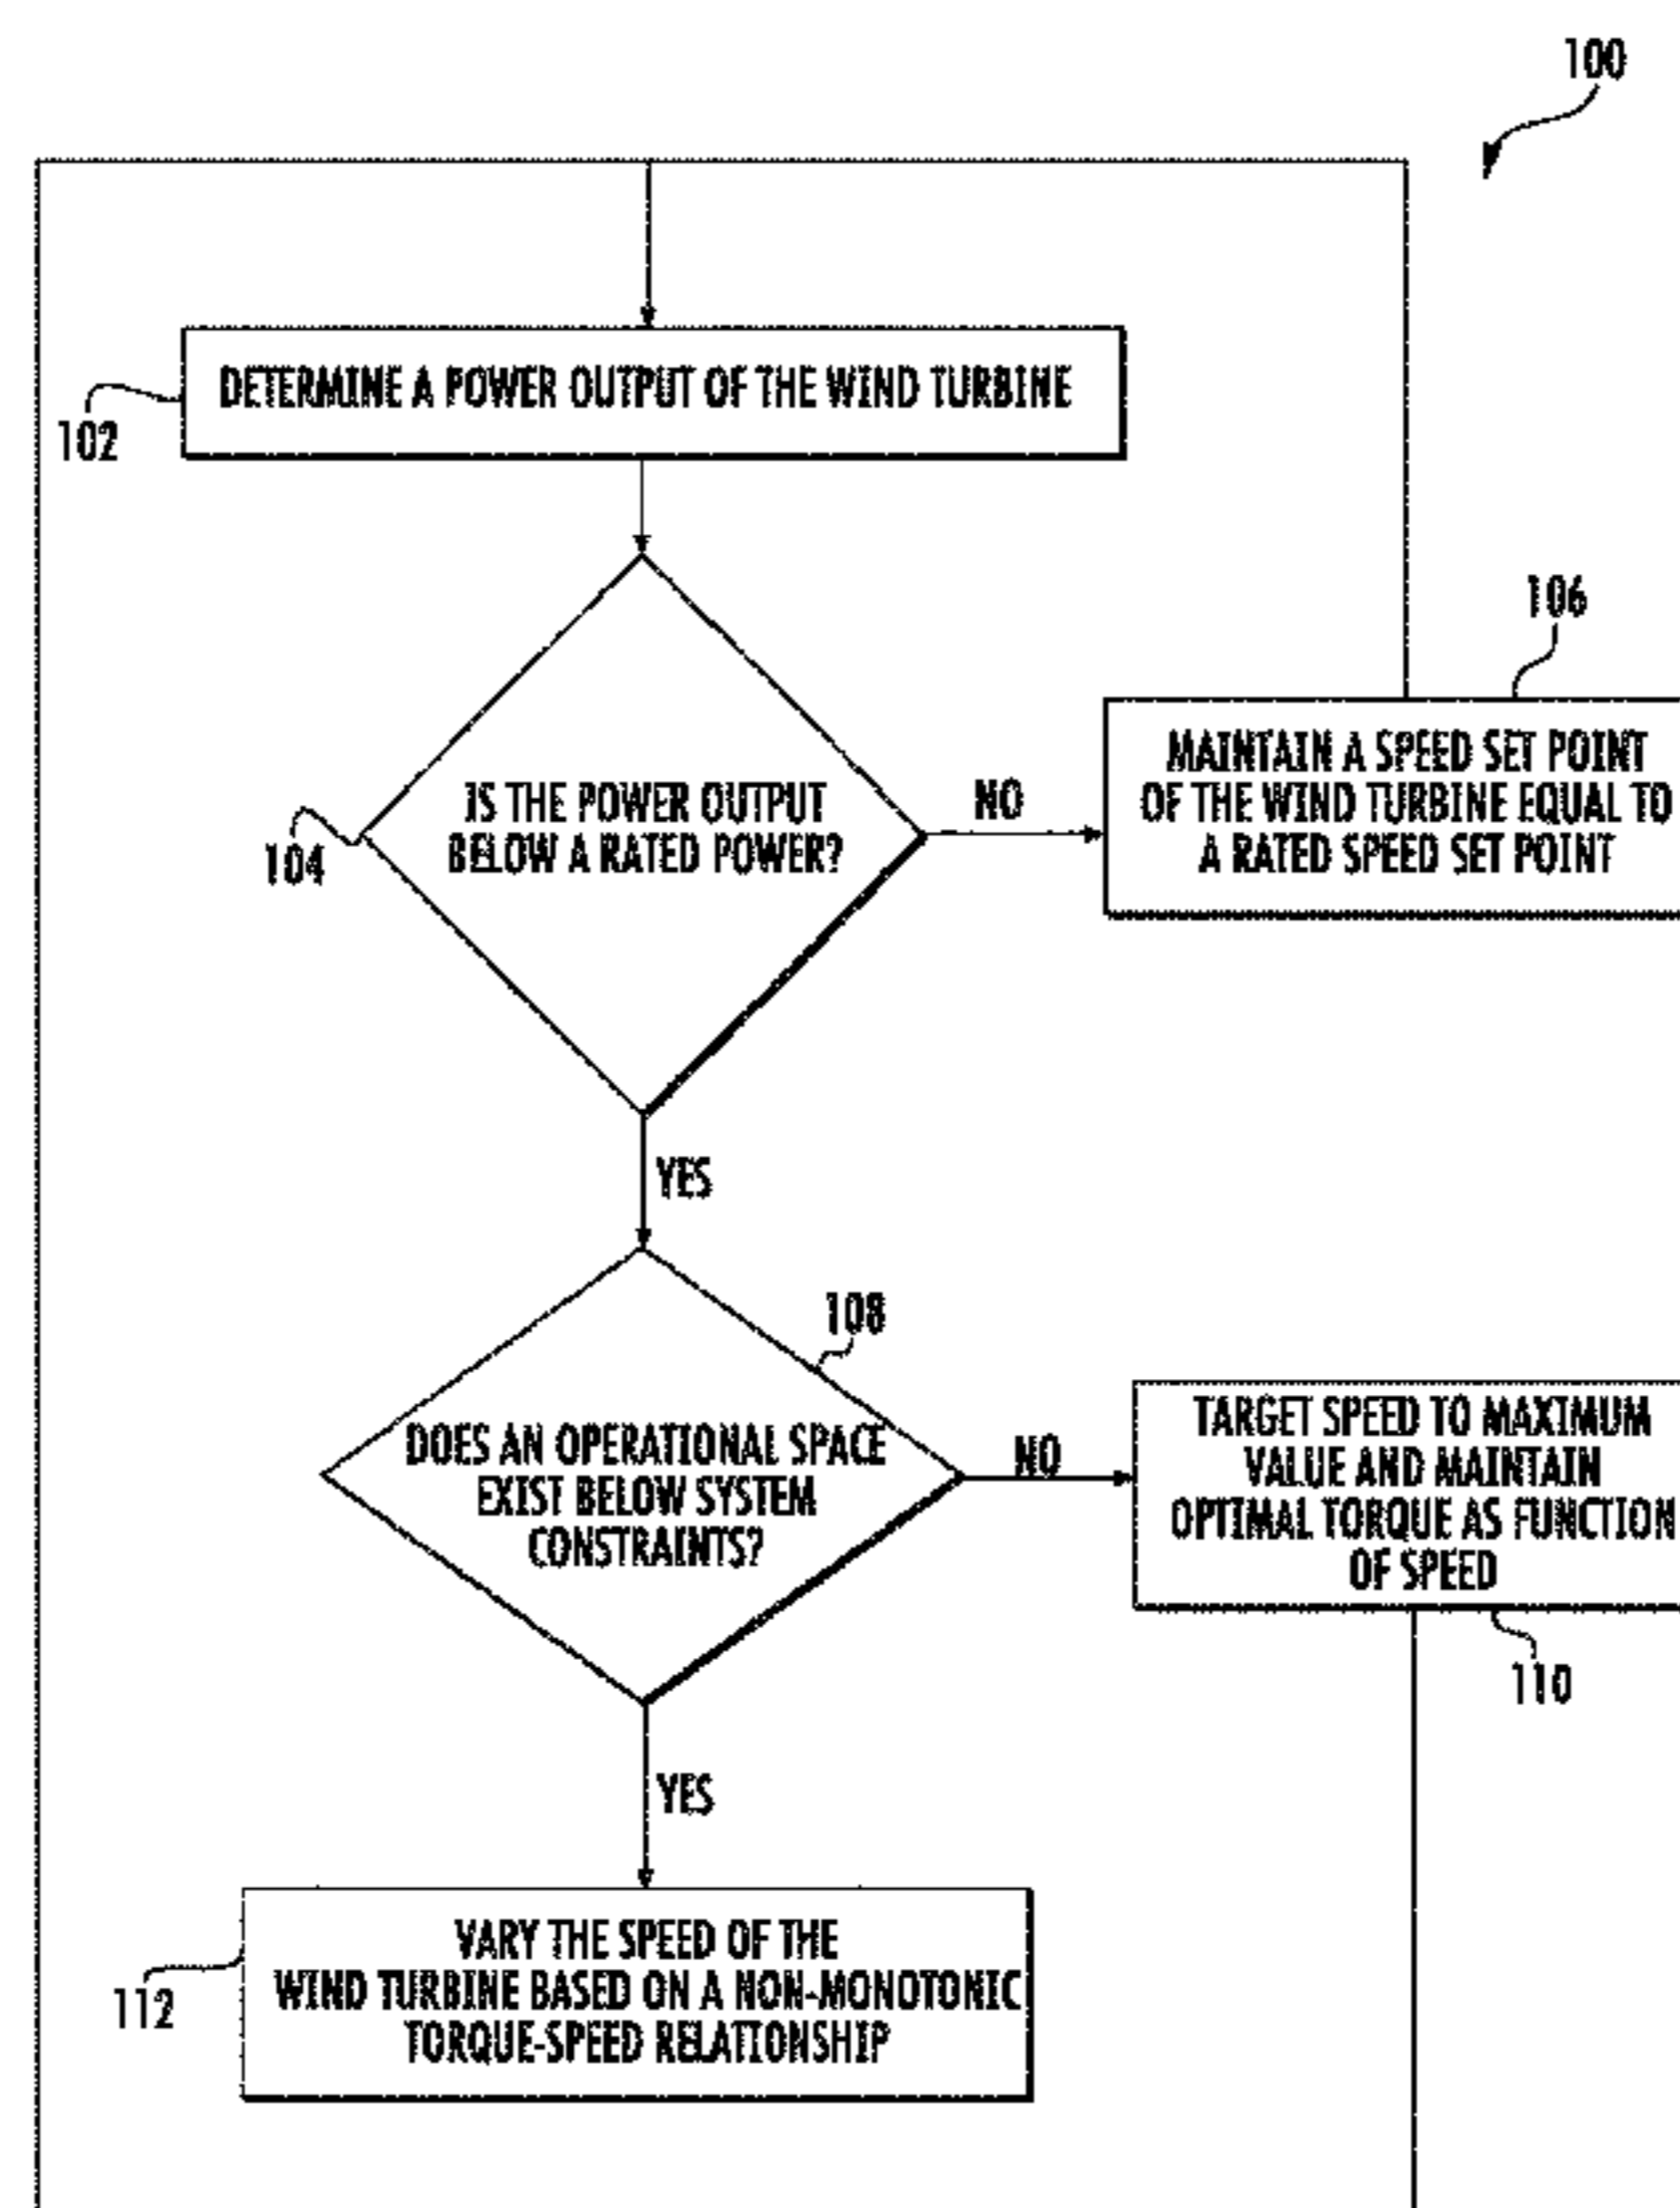 100
DETERMINE A POWER OUTPUT OF THE WIND TURBINE
102
106
MAINTAIN A SPEED SET POINT
OF THE WIND TURBINE EQUAL TO
A RATED SPEED SET POINT
IS THE POWER OUTPUT
BELOW A RATED POWER?
NO
104
YES
108
DOES AN OPERATIONAL SPACE
EXIST BELOW SYSTEM
CONSTRAINTS?
NO
TARGET SPEED TO MAXIMUM
VALUE AND MAINTAIN
OPTIMAL TORQUE AS FUNCTION
OF SPEED
110
YES
VARY THE SPEED OF THE
WIND TURBINE BASED ON A NON-MONOTONIC
TORQUE-SPEED RELATIONSHIP
112